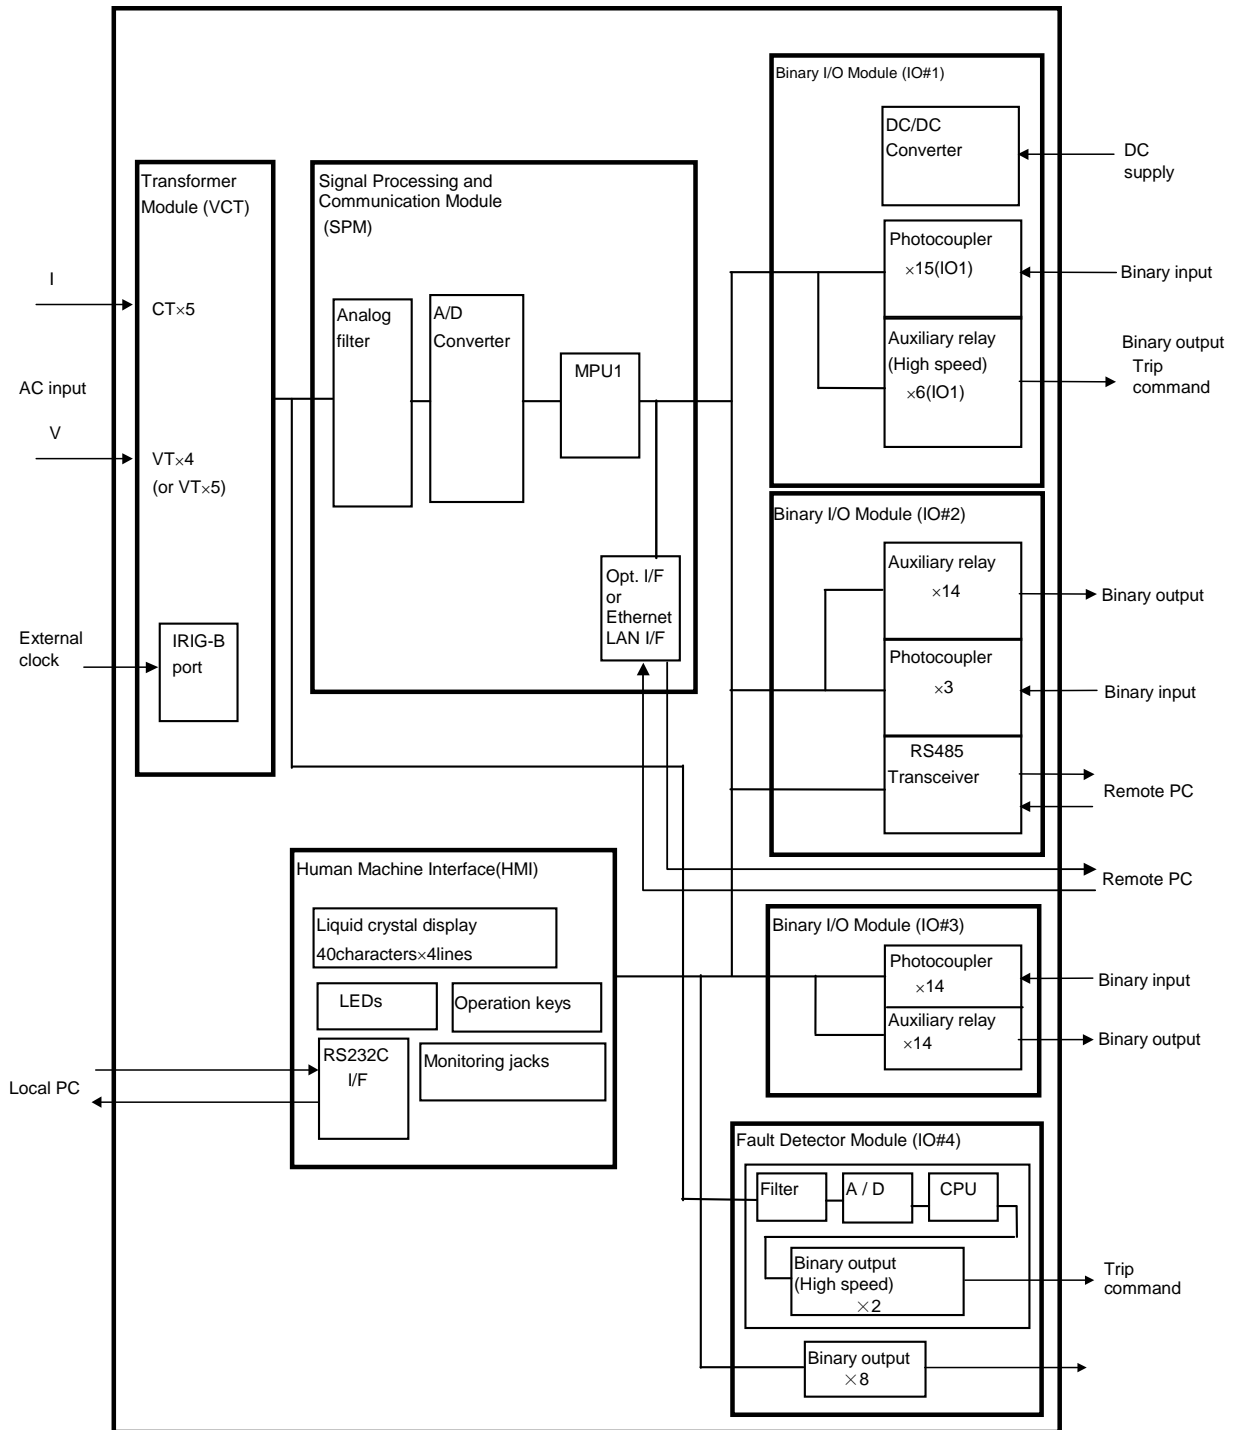 Binary I/O Module (IO#1)
DC/DC
Converter
DC
supply
Photocoupler
×15(IO1)
Binary input
Auxiliary relay
(High speed)
×6(IO1)
Binary output
Trip
command
Transformer
Module (VCT)
I
CT×5
AC input
V
VT×4
(or VT×5)
External
clock
IRIG-B
port
Signal Processing and
Communication Module
(SPM)
Analog
filter
A/D
Converter
MPU1
Opt. I/F
or
Ethernet
LAN I/F
Binary I/O Module (IO#2)
Auxiliary relay
×14
Binary output
Photocoupler
×3
Binary input
RS485
Transceiver
Remote PC
Remote PC
Human Machine Interface(HMI)
Liquid crystal display
40characters×4lines
LEDs
Operation keys
RS232C
I/F
Monitoring jacks
Local PC
Binary I/O Module (IO#3)
Photocoupler
×14
Binary input
Auxiliary relay
×14
Binary output
Fault Detector Module (IO#4)
Filter
A / D
CPU
Binary output
(High speed)
×2
Trip
command
Binary output
×8